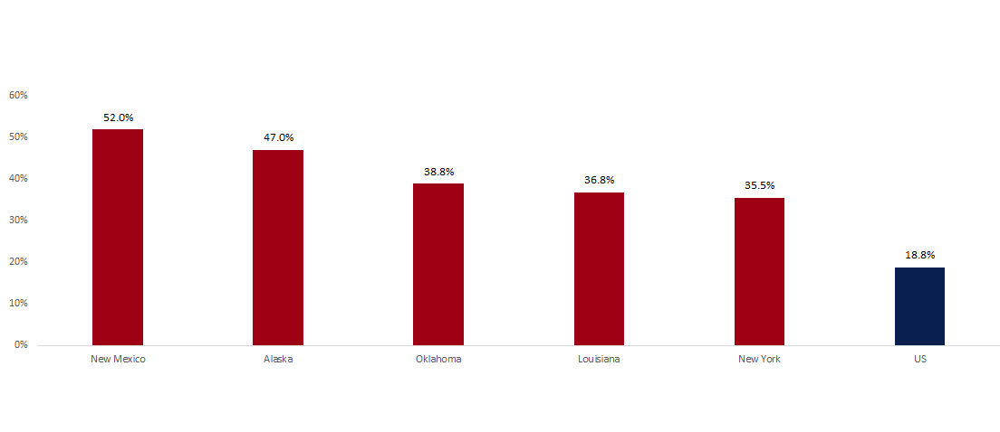 60%
52.0%
50%
47.0%
40%
38.8%
36.8%
35.5%
30%
20%
18.8%
10%
0%
New Mexico
Alaska
Oklahoma
Louisiana
New York
US